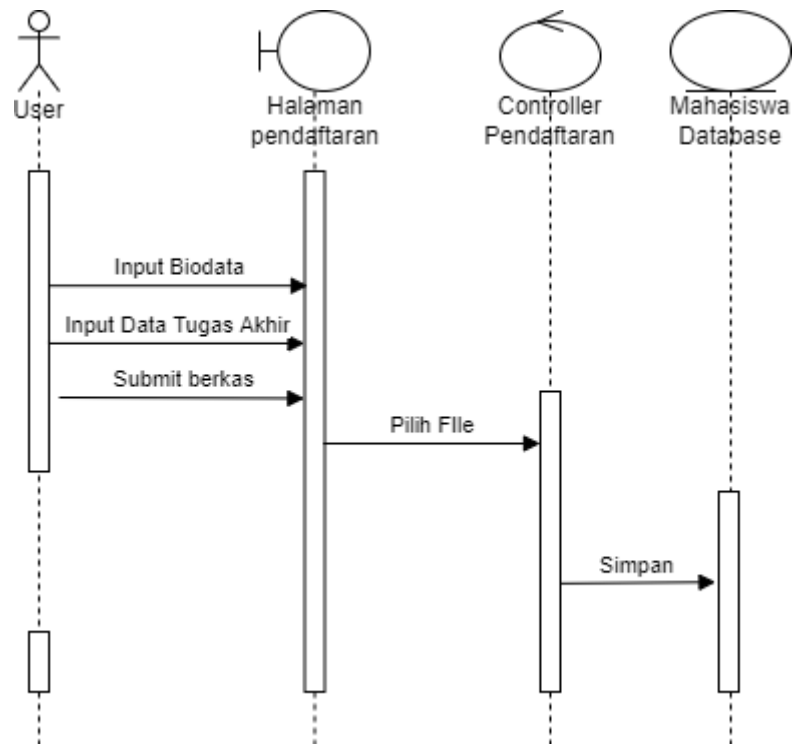 User
Halaman
pendaftaran
Controller
Pendaftaran
Mahasiswa
Database
Input Biodata
Input Data Tugas Akhir
Submit berkas
Pilih FIle
Simpan